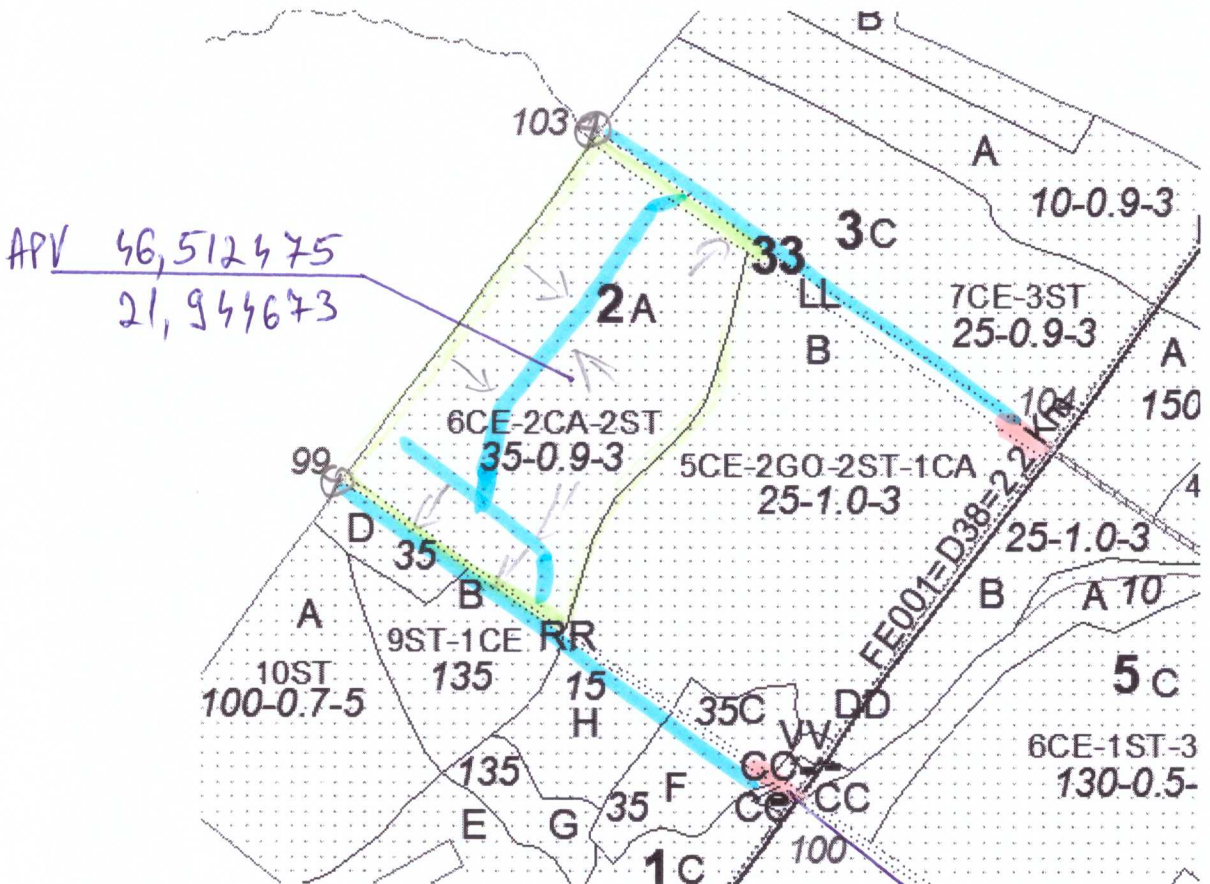 B
103
A
10-0.9-3
3C
33
APV 46,512475
21,944673
2A
LL
7CE-3ST
25-0.9-3
B
A
150
104
6CE-2CA-2ST
35-0.9-3
99
5CE-2GO-2ST-1CA
25-1.0-3
4
FE001=D38=2.2 Km
D
35
25-1.0-3
B
B
A 10
A
9ST-1CE
135
RR
10ST
100-0.7-5
15
5 C
H
35C
DD
VV
6CE-1ST-3
130-0.5-
135
CC
35
F
CC
E
G
100
1C